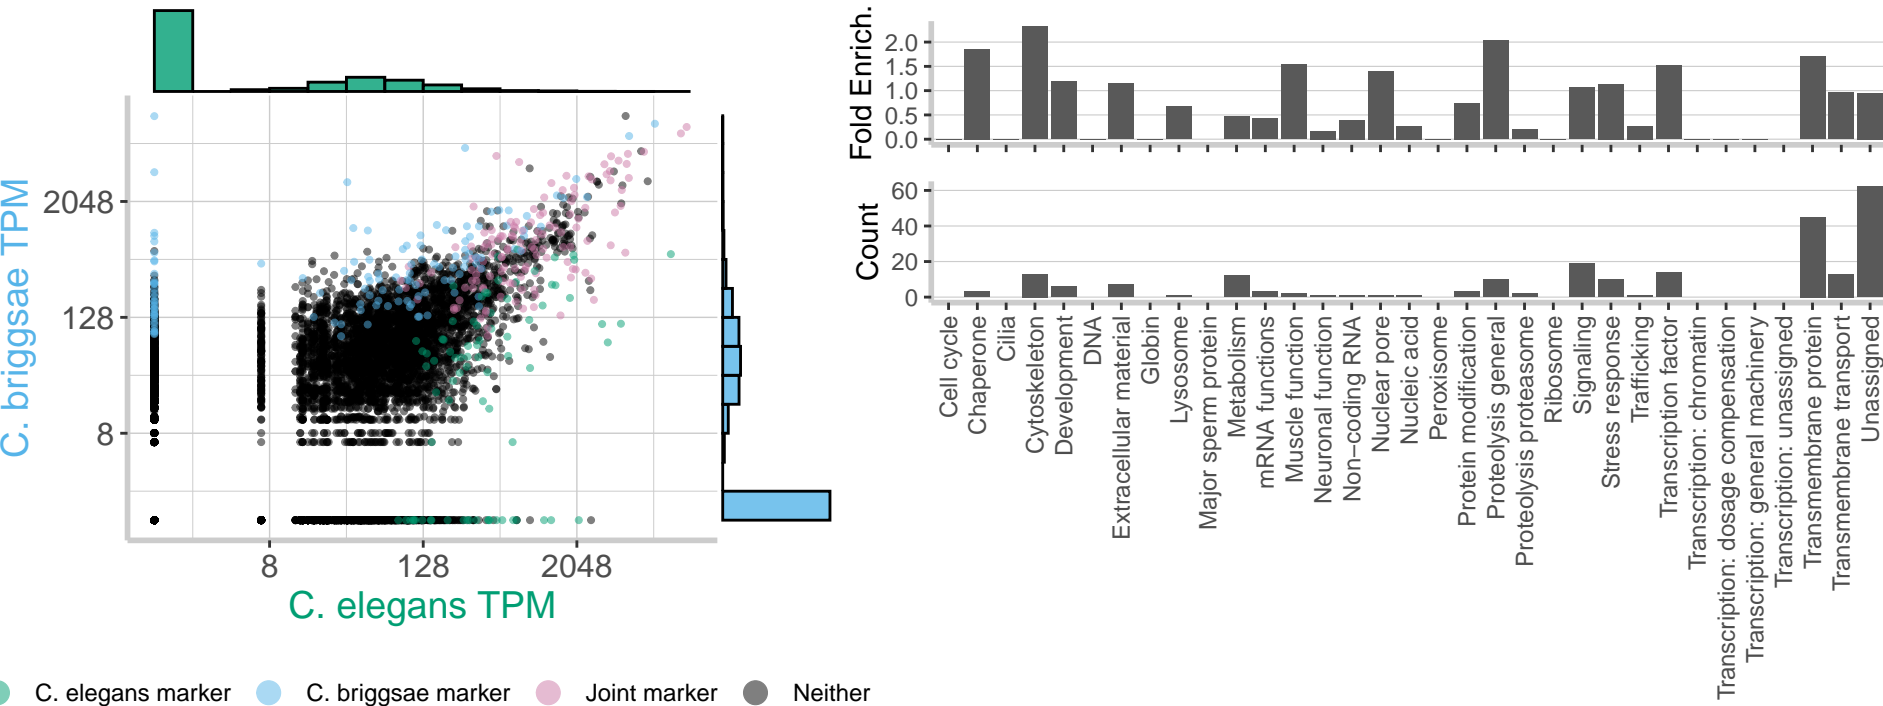 C. briggsae TPM
2048
128
8
8
128
2048
C. elegans TPM
C. elegans marker
C. briggsae marker
Joint marker
Neither
Fold Enrich.
2.0
1.5
1.0
0.5
0.0
Count
60
40
20
0
Cell cycle
Chaperone
Cilia
Cytoskeleton
Development
DNA
Extracellular material
Globin
Lysosome
Major sperm protein
Metabolism
mRNA functions
Muscle function
Neuronal function
Non−coding RNA
Nuclear pore
Nucleic acid
Peroxisome
Protein modification
Proteolysis general
Proteolysis proteasome
Ribosome
Signaling
Stress response
Trafficking
Transcription factor
Transcription: chromatin
Transcription: dosage compensation
Transcription: general machinery
Transcription: unassigned
Transmembrane protein
Transmembrane transport
Unassigned